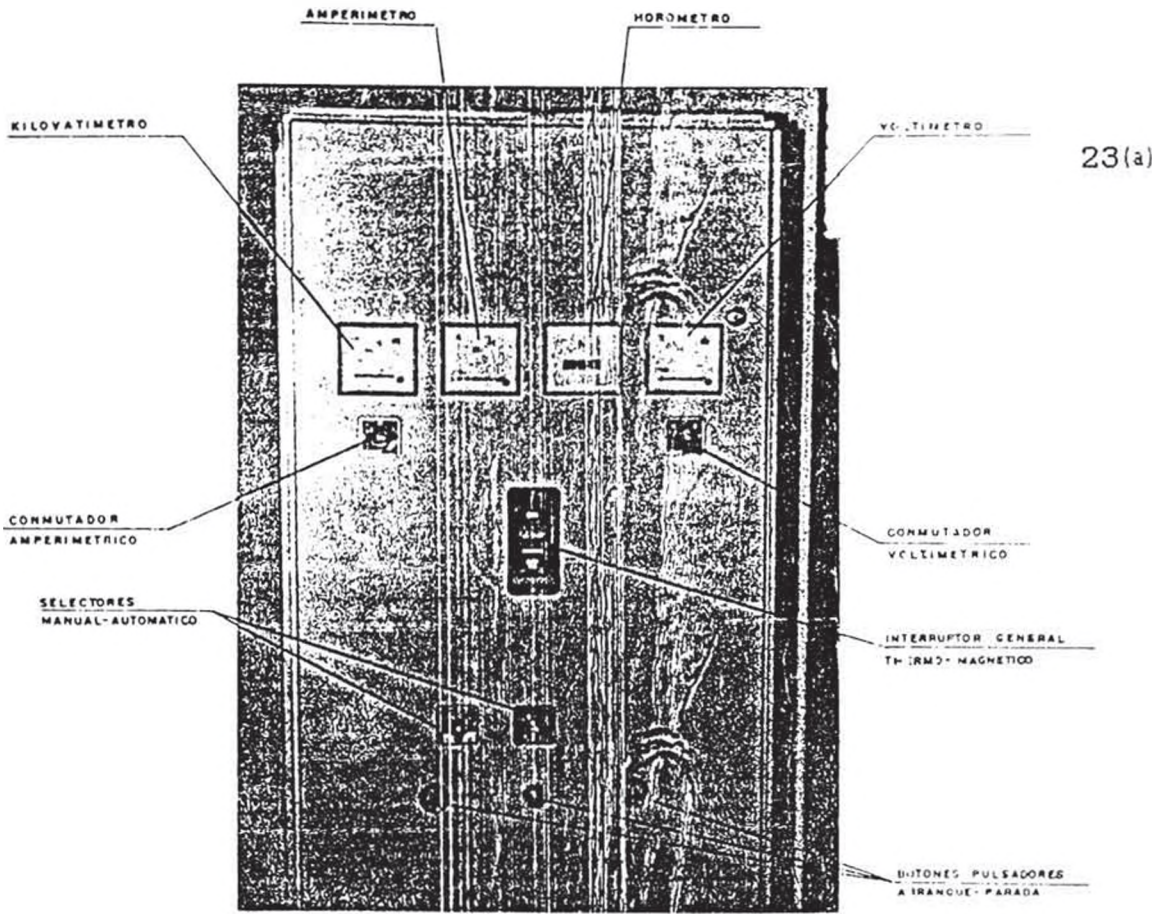 AMPERIMETRO
HOROMETRO
KILOVATIMETRO
VOLTIMETRO
23(a)
CONMUTADOR
AMPERIMETRICO
CONMUTADOR
VOLTIMETRICO
SELECTORES
MANUAL-AUTOMATICO
INTERRUPTOR GENERAL
THERMO-MAGNETICO
BOTONES PULSADORES
ARRANQUE-PARADA